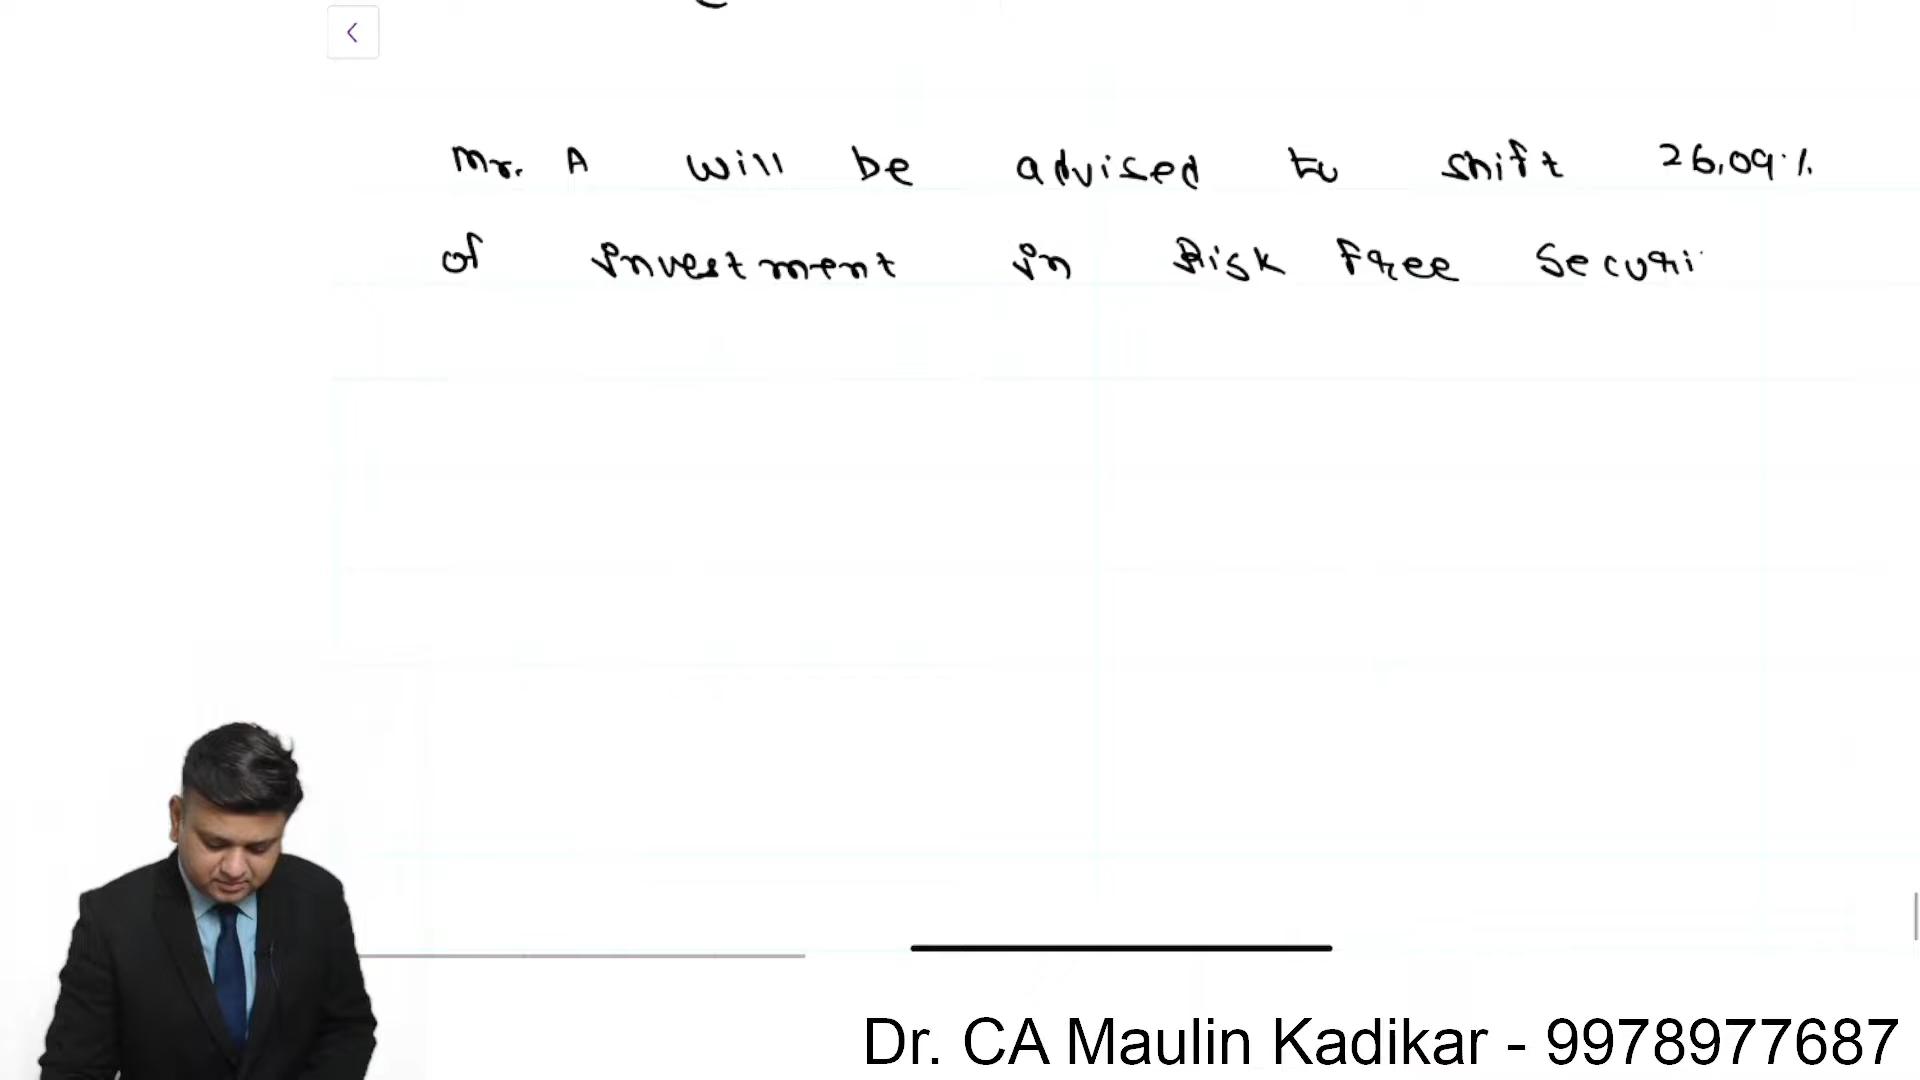 Mr. A will be advised to shift 26.09%
of investment in Risk free Securi
Dr. CA Maulin Kadikar - 9978977687